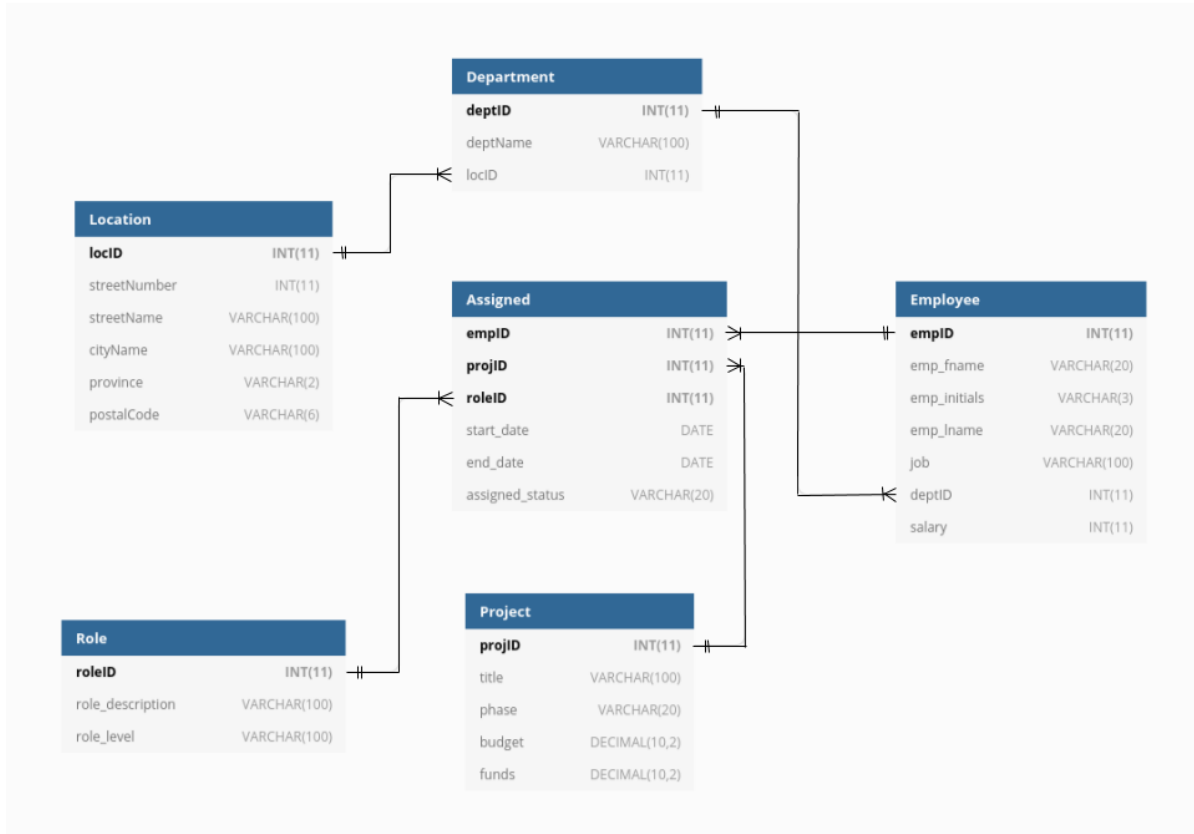 Department
deptID INT(11)
deptName VARCHAR(100)
locID INT(11)
Location
locID INT(11)
streetNumber INT(11)
streetName VARCHAR(100)
cityName VARCHAR(100)
province VARCHAR(2)
postalCode VARCHAR(6)
Assigned
empID INT(11)
projID INT(11)
roleID INT(11)
start_date DATE
end_date DATE
assigned_status VARCHAR(20)
Employee
empID INT(11)
emp_fname VARCHAR(20)
emp_initials VARCHAR(3)
emp_lname VARCHAR(20)
job VARCHAR(100)
deptID INT(11)
salary INT(11)
Role
roleID INT(11)
role_description VARCHAR(100)
role_level VARCHAR(100)
Project
projID INT(11)
title VARCHAR(100)
phase VARCHAR(20)
budget DECIMAL(10,2)
funds DECIMAL(10,2)